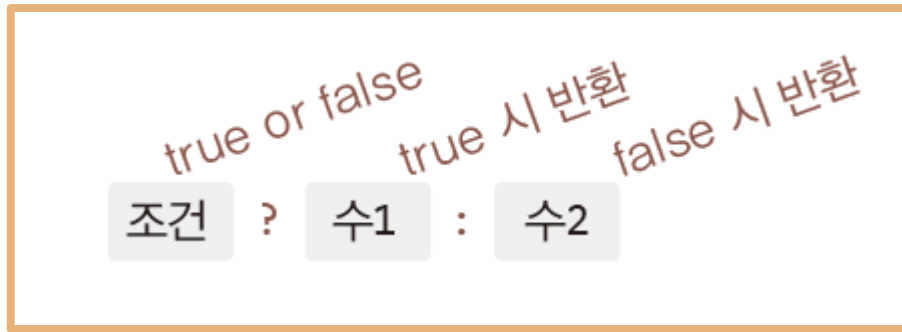 true or false
true 시 반환
false 시 반환
조건 ? 수1 : 수2